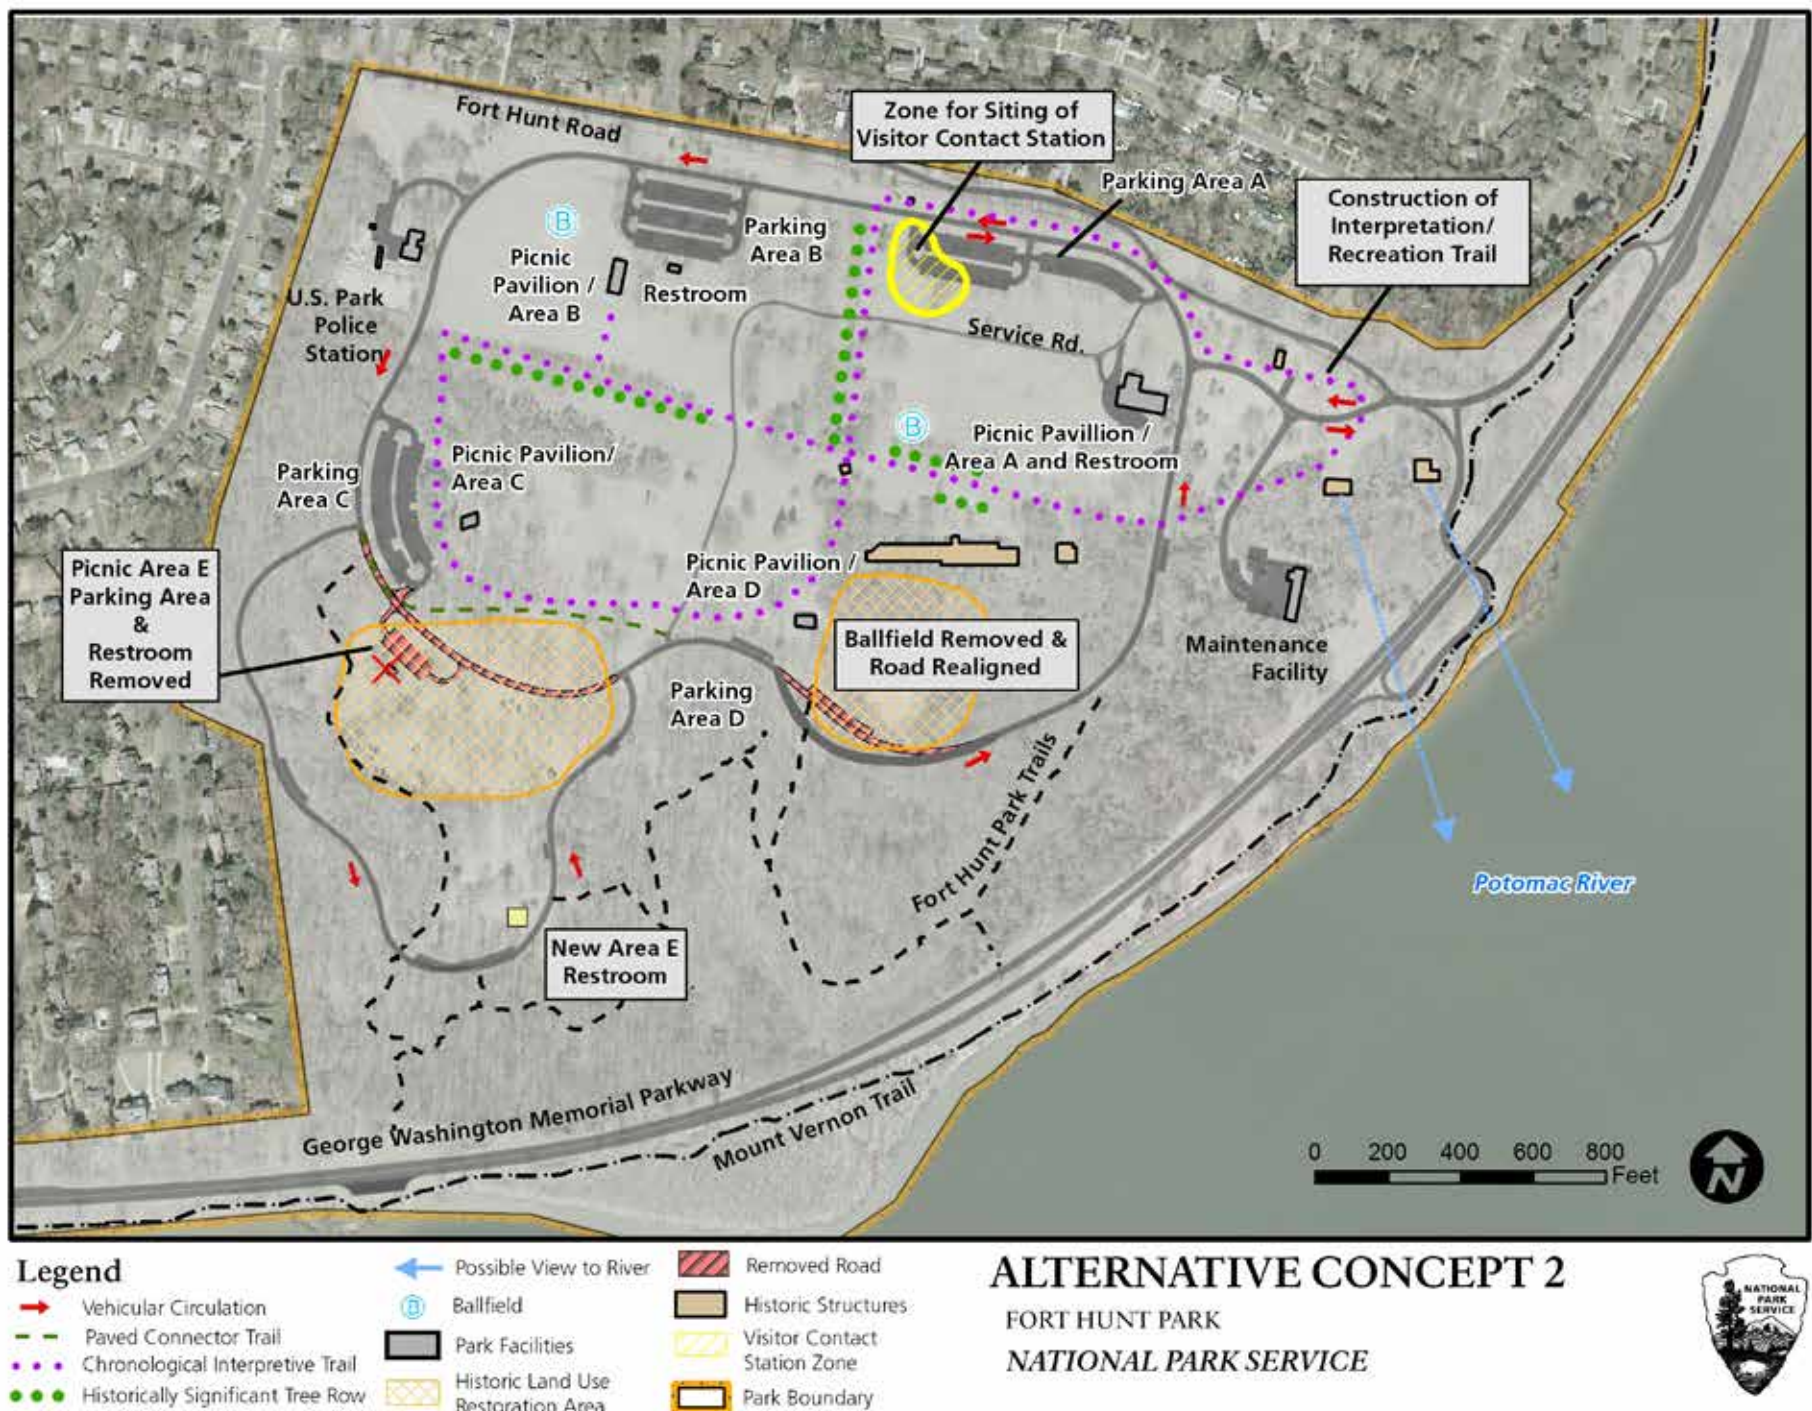 Fort Hunt Road
Zone for Siting of
Visitor Contact Station
Parking Area A
Construction of
Interpretation/
Recreation Trail
B
Parking
Area B
Picnic
Pavilion /
Area B
Restroom
U.S. Park
Police
Station
Service Rd.
B
Picnic Pavillion /
Area A and Restroom
Parking
Area C
Picnic Pavilion/
Area C
Picnic Area E
Parking Area
&
Restroom
Removed
Picnic Pavilion /
Area D
Ballfield Removed &
Road Realigned
Maintenance
Facility
Parking
Area D
Fort Hunt Park Trails
Potomac River
New Area E
Restroom
George Washington Memorial Parkway
Mount Vernon Trail
0 200 400 600 800
Feet
N
Legend
Vehicular Circulation
Paved Connector Trail
Chronological Interpretive Trail
Historically Significant Tree Row
Possible View to River
B Ballfield
Park Facilities
Historic Land Use
Restoration Area
Removed Road
Historic Structures
Visitor Contact
Station Zone
Park Boundary
ALTERNATIVE CONCEPT 2
FORT HUNT PARK
NATIONAL PARK SERVICE
NATIONAL
PARK
SERVICE